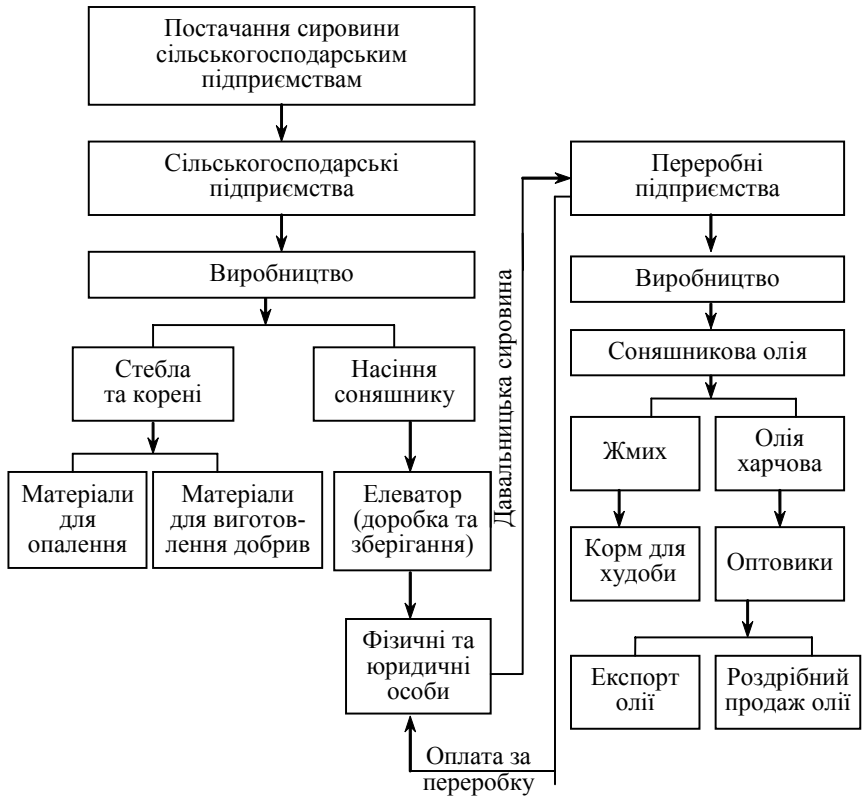 Постачання сировини
сільськогосподарським
підприємствам
Сільськогосподарські
підприємства
Виробництво
Стебла
та корені
Насіння
соняшнику
Матеріали
для
опалення
Матеріали
для виготов-
лення добрив
Елеватор
(доробка та
зберігання)
Фізичні та
юридичні
особи
Давальницька сировина
Оплата за
переробку
Переробні
підприємства
Виробництво
Соняшникова олія
Жмих
Олія
харчова
Корм для
худоби
Оптовики
Експорт
олії
Роздрібний
продаж олії